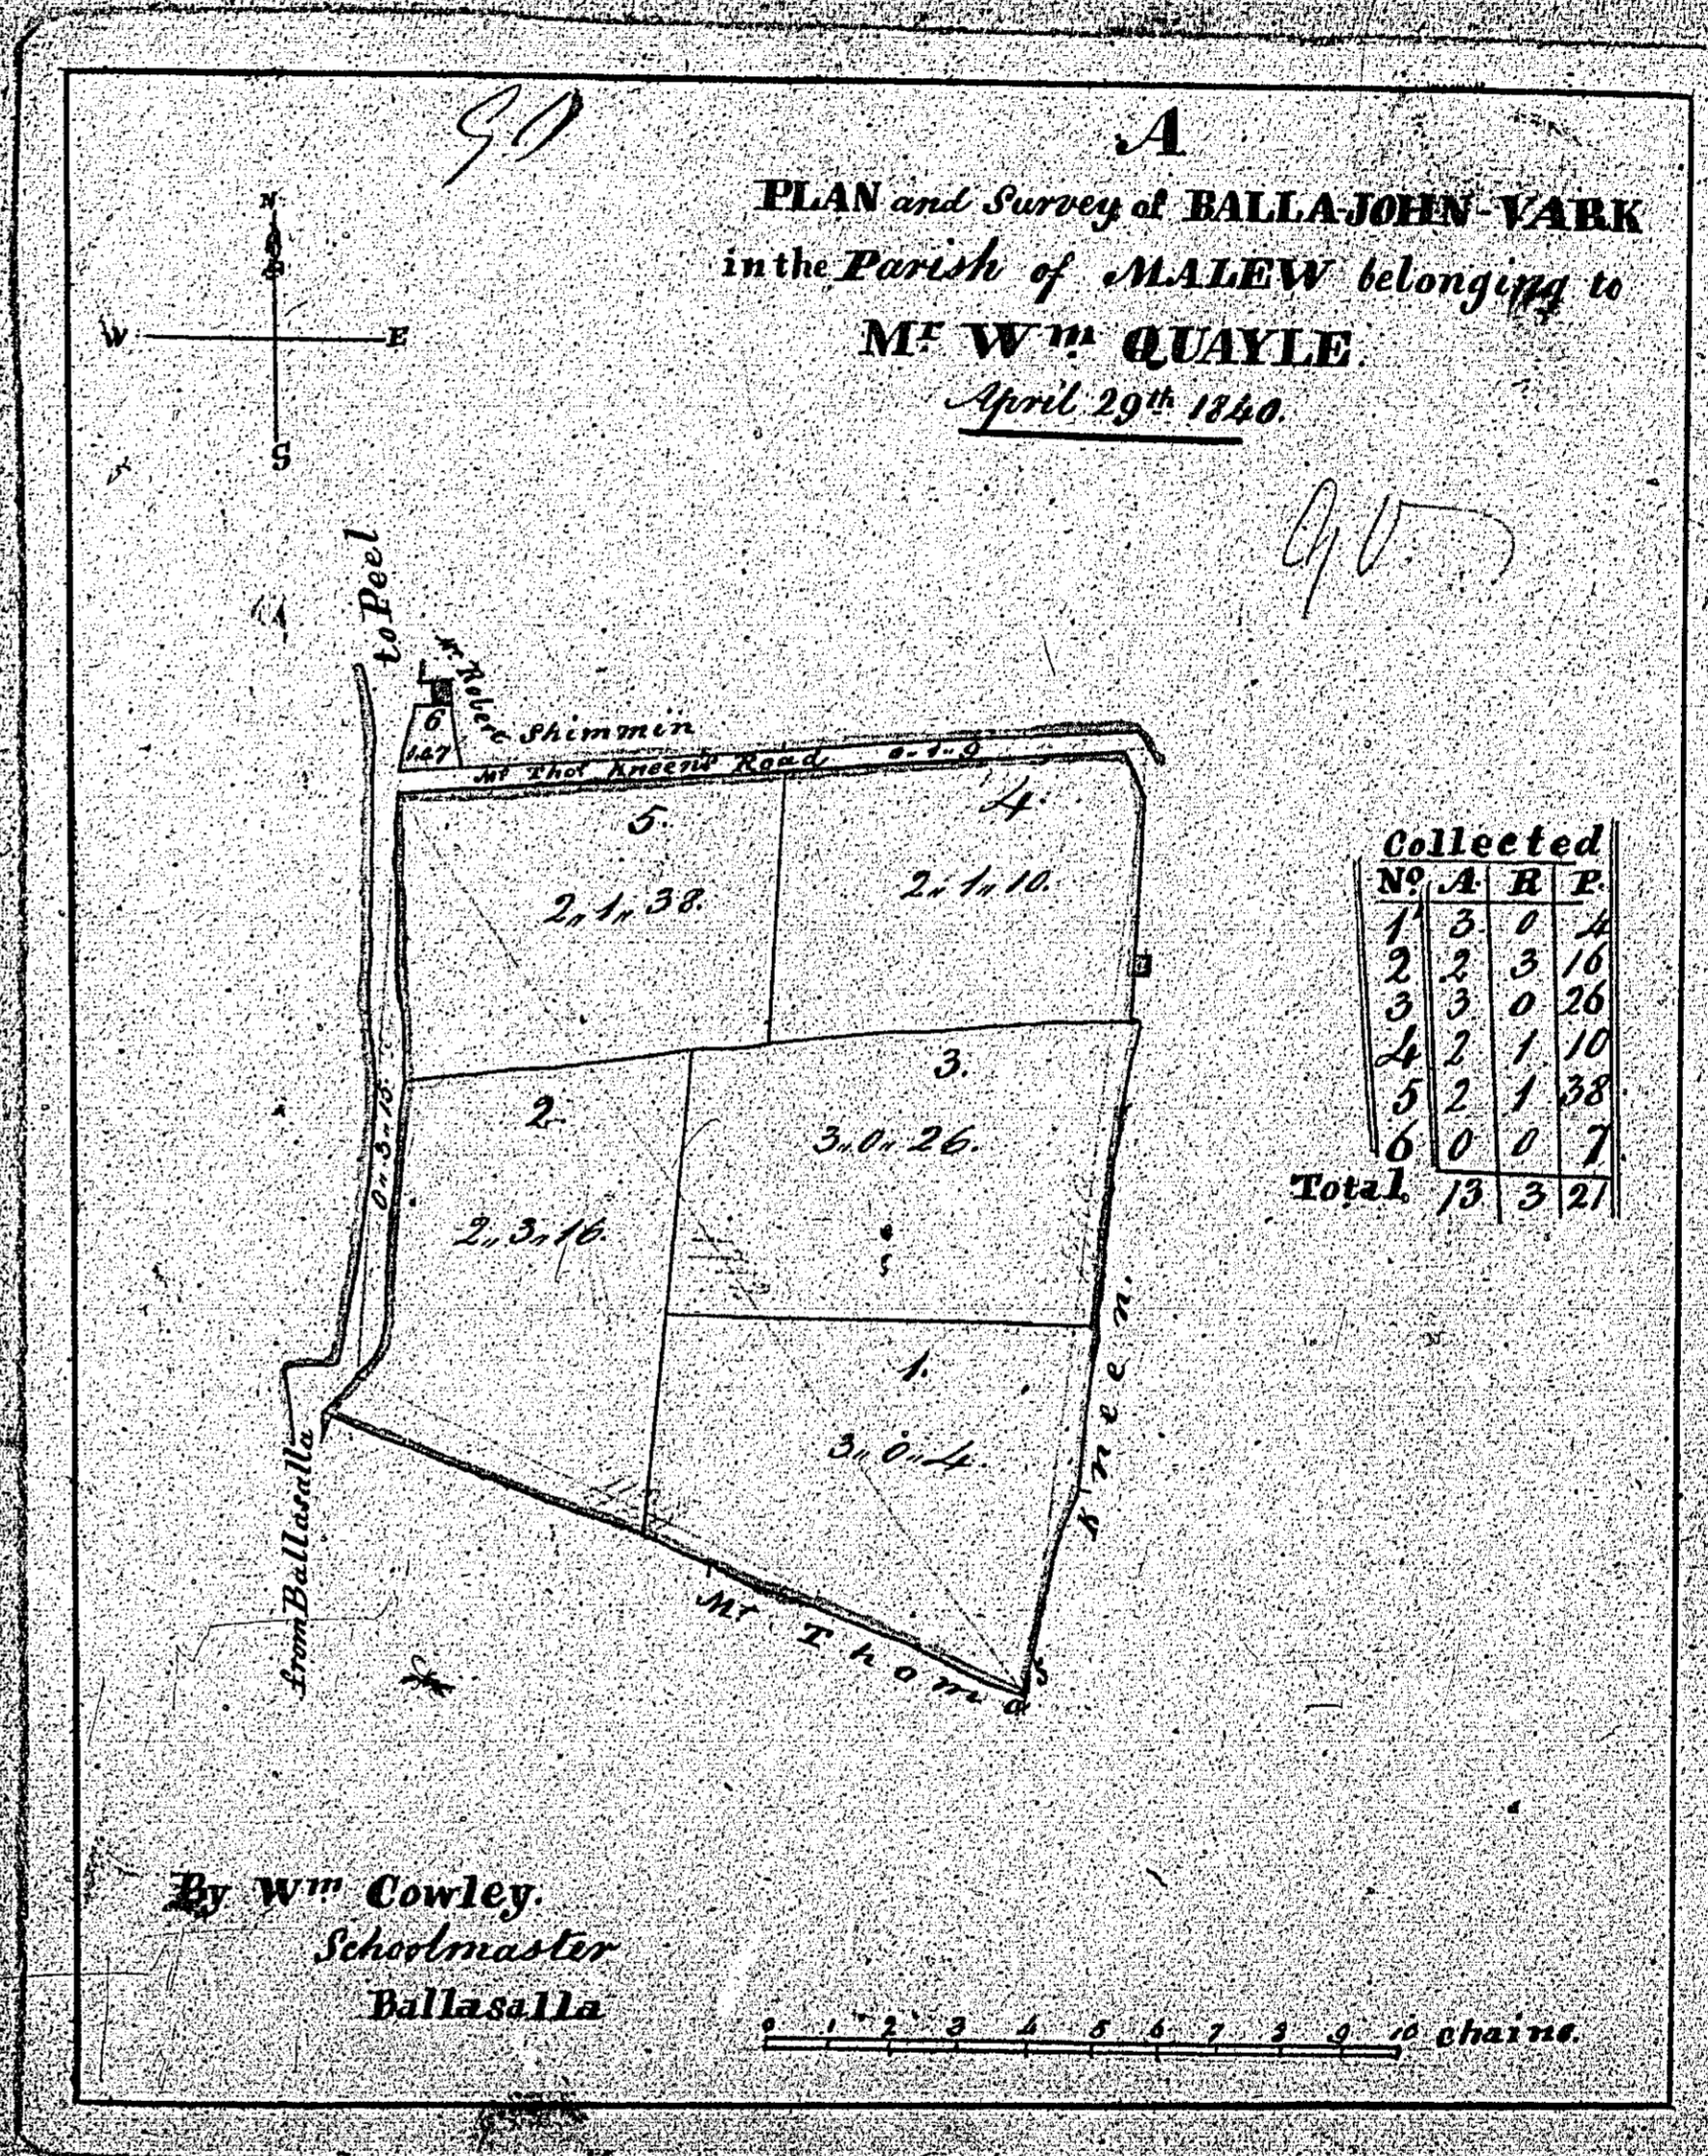 A
PLAN and Survey of BALLA-JOHN-VARK
in the Parish of MALEW belonging to
Mr. Wm. QUAYLE.
April 29th 1840.
N
W E
S
to Peel
Mr. Robert Shimmin
6
Mr. Thos. Kneen's Road 0" 1" 9
5.
2" 1" 38.
4.
2" 1" 10.
0" 3" 15.
2.
2" 3" 16.
3.
3" 0" 26.
1.
3" 0" 4.
from Ballasalla
Mr Thomas Kneen.
Collected
No. A. R P.
1 3 0 4
2 2 3 16
3 3 0 26
4 2 1 10
5 2 1 38
6 0 0 7
Total. 13 3 21
By Wm Cowley.
Schoolmaster
Ballasalla
0 1 2 3 4 5 6 7 8 9 10 chains.